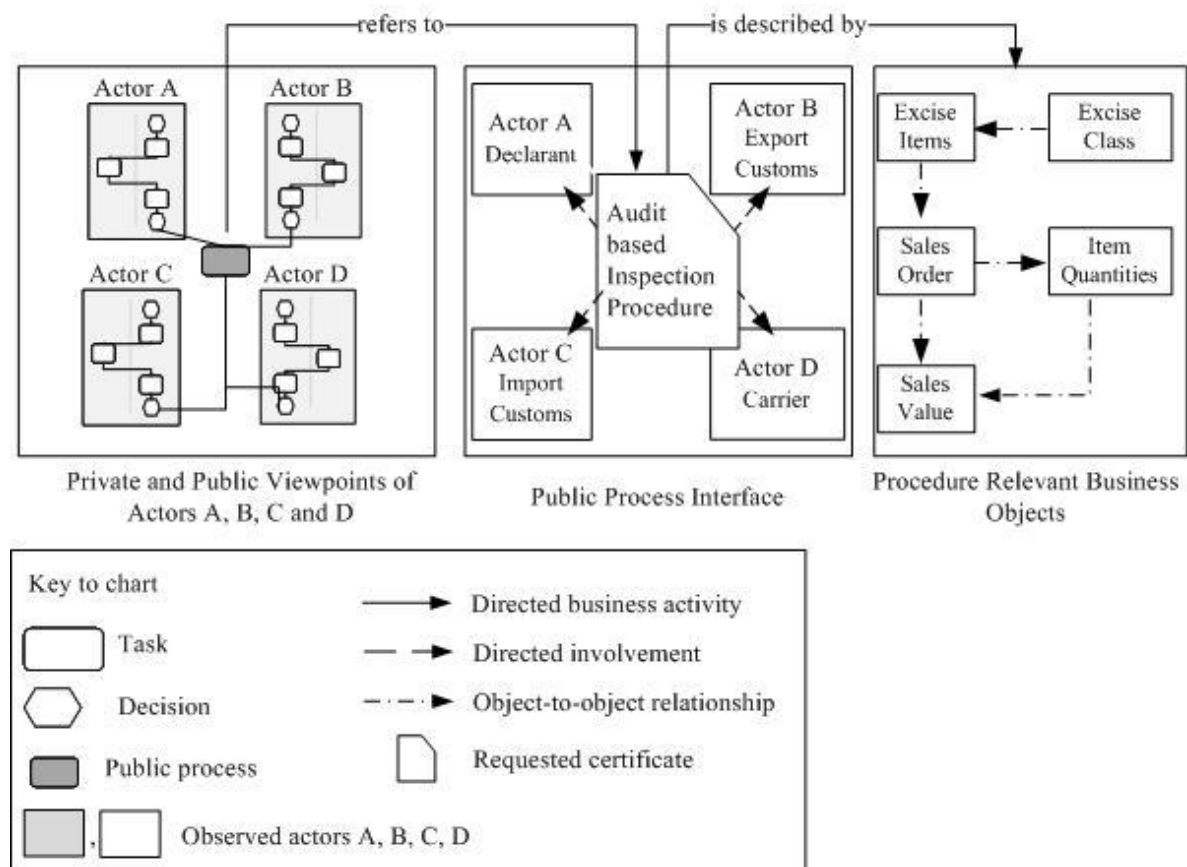 refers to
is described by
Actor A
Actor B
Actor C
Actor D
Private and Public Viewpoints of
Actors A, B, C and D
Actor A
Declarant
Actor B
Export
Customs
Audit
based
Inspection
Procedure
Actor C
Import
Customs
Actor D
Carrier
Public Process Interface
Excise
Items
Excise
Class
Sales
Order
Item
Quantities
Sales
Value
Procedure Relevant Business
Objects
Key to chart
Task
Decision
Public process
, Observed actors A, B, C, D
Directed business activity
Directed involvement
Object-to-object relationship
Requested certificate